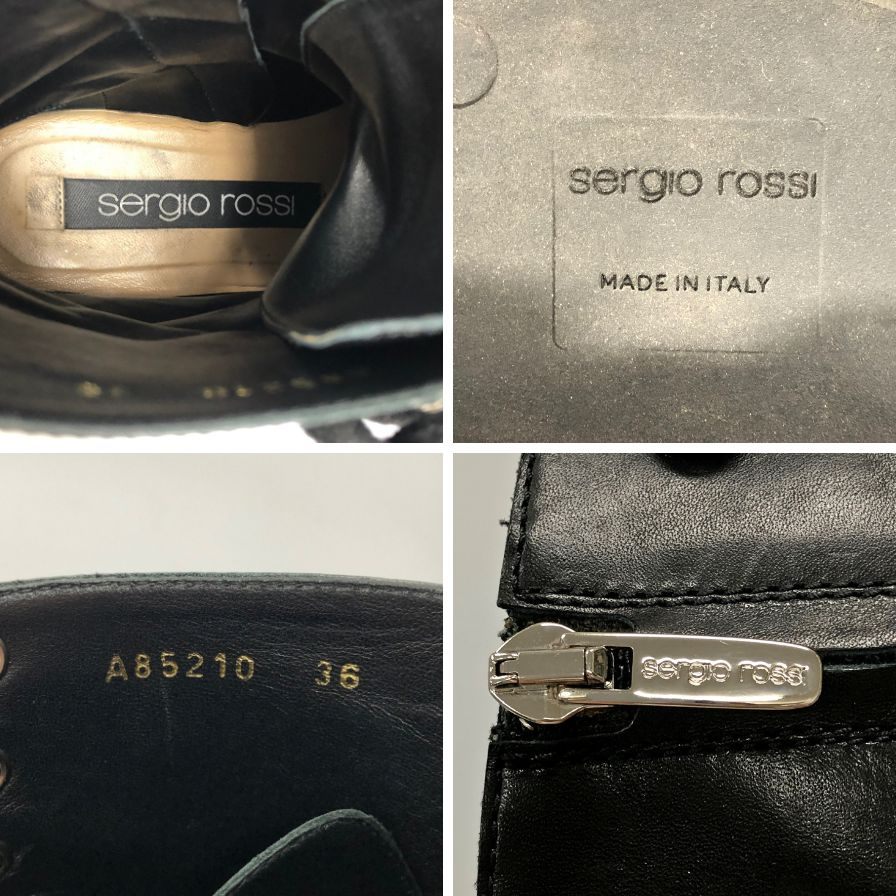 sergio rossi
sergio rossi
MADE IN ITALY
A85210 36
sergio rossi